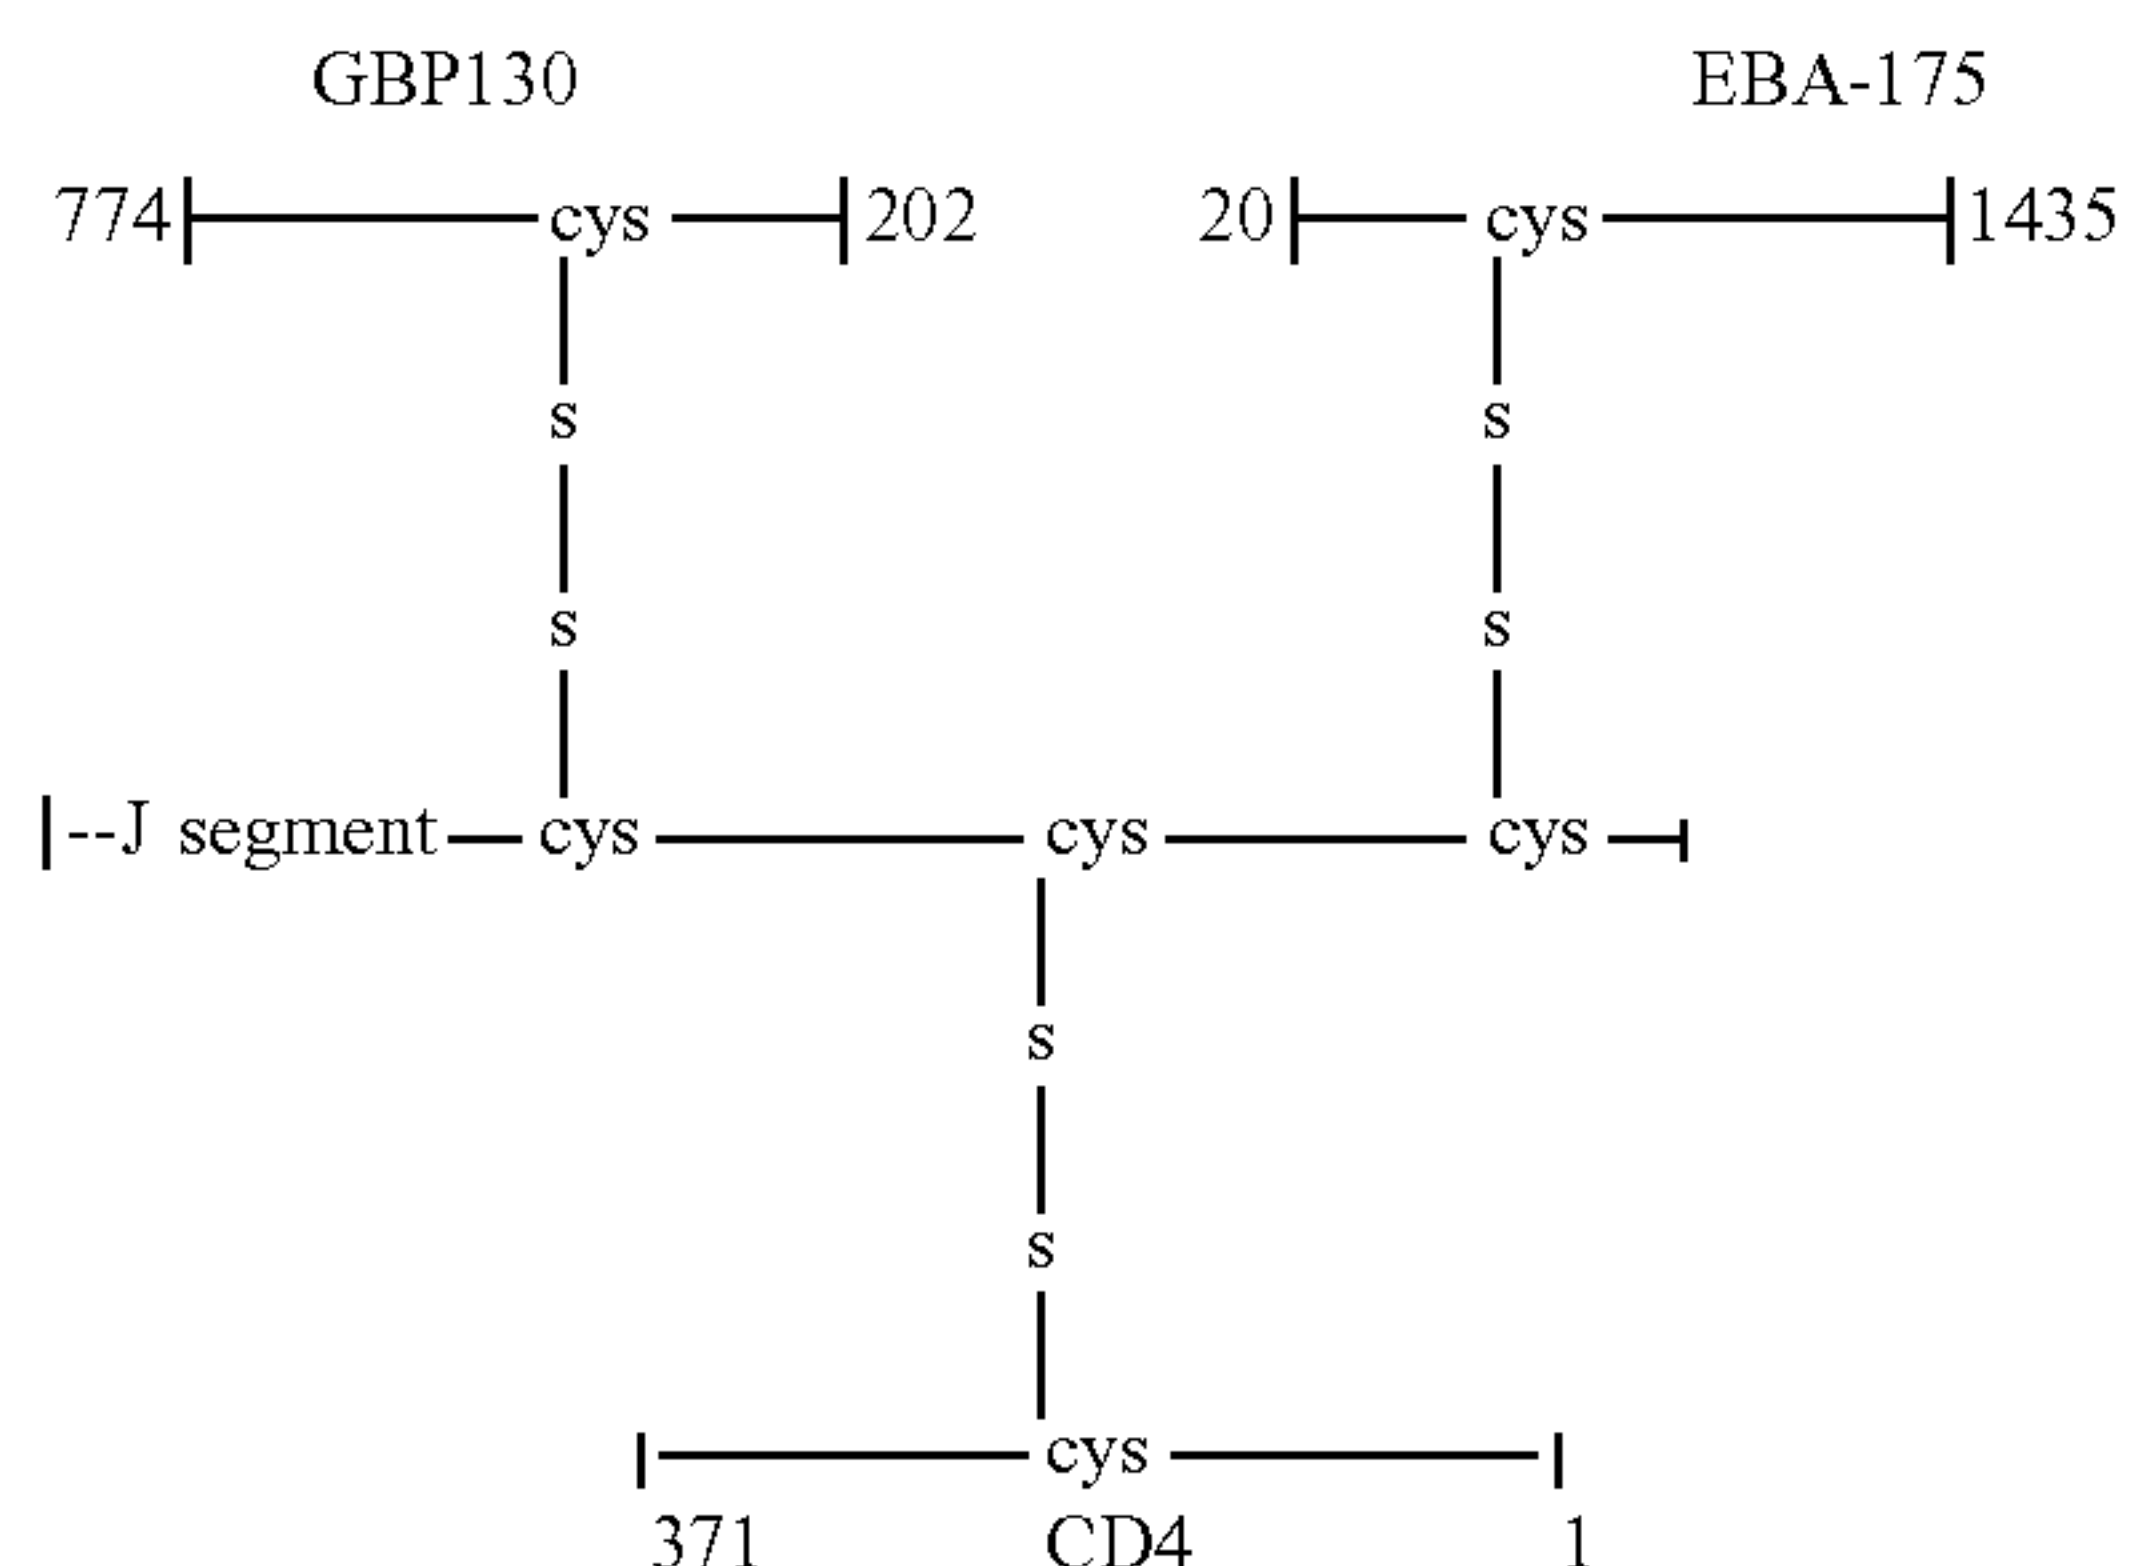 GBP130 EBA-175
774 cys 202 20 cys 1435
s s
s s
|--J segment cys cys cys
s
s
cys
371 CD4 1